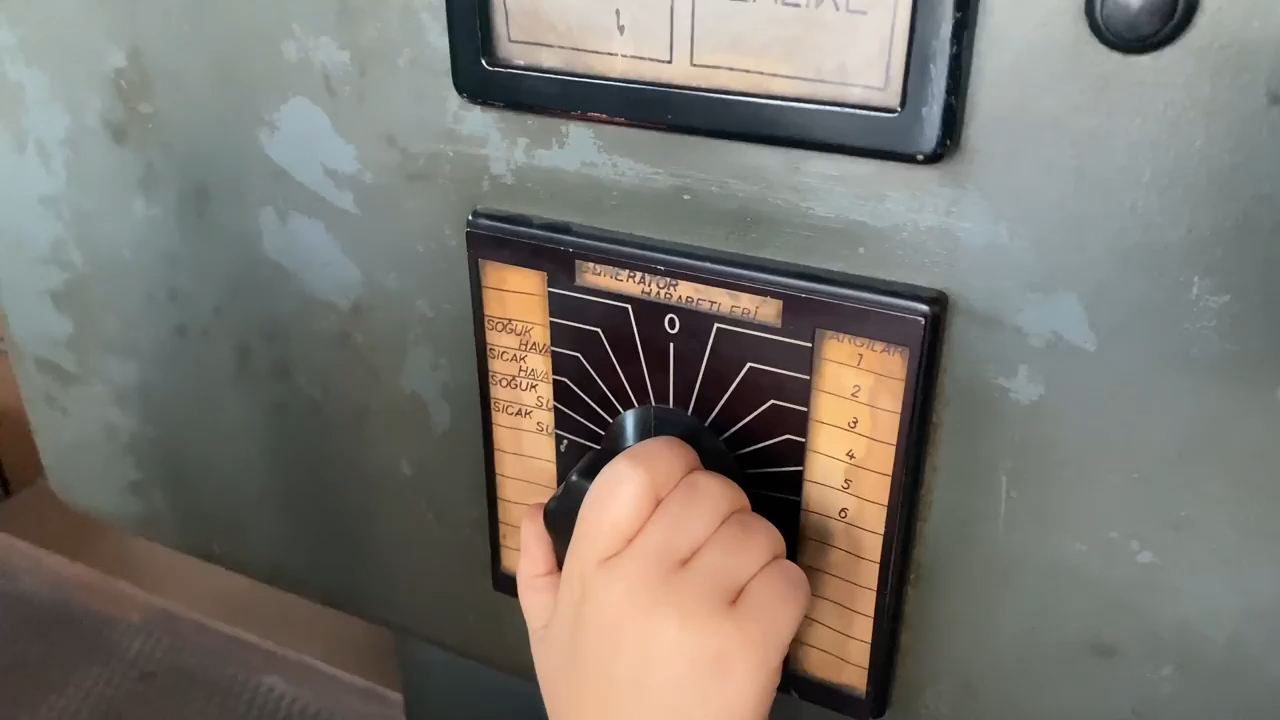 GENERATOR
HARARETLERİ
0
SOĞUK
HAVA
SICAK
HAVA
SOĞUK
SU
SICAK
SU
ARGILAR
1
2
3
4
5
6